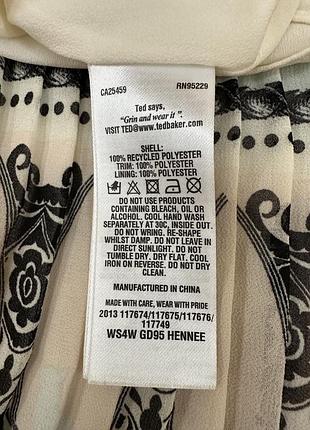 CA25459 RN95229
Ted says,
"Grin and wear it".
VISIT TED@www.tedbaker.com
SHELL:
100% RECYCLED POLYESTER
TRIM: 100% POLYESTER
LINING: 100% POLYESTER
DO NOT USE PRODUCTS
CONTAINING BLEACH, OIL OR
ALCOHOL. COOL HAND WASH
SEPARATELY AT 30C, INSIDE OUT.
DO NOT WRING. RE-SHAPE
WHILST DAMP. DO NOT LEAVE IN
DIRECT SUNLIGHT. DO NOT
TUMBLE DRY. DRY FLAT. COOL
IRON ON REVERSE. DO NOT DRY
CLEAN.
MANUFACTURED IN CHINA
MADE WITH CARE, WEAR WITH PRIDE
2013 117674/117675/117676/
117749
WS4W GD95 HENNEE